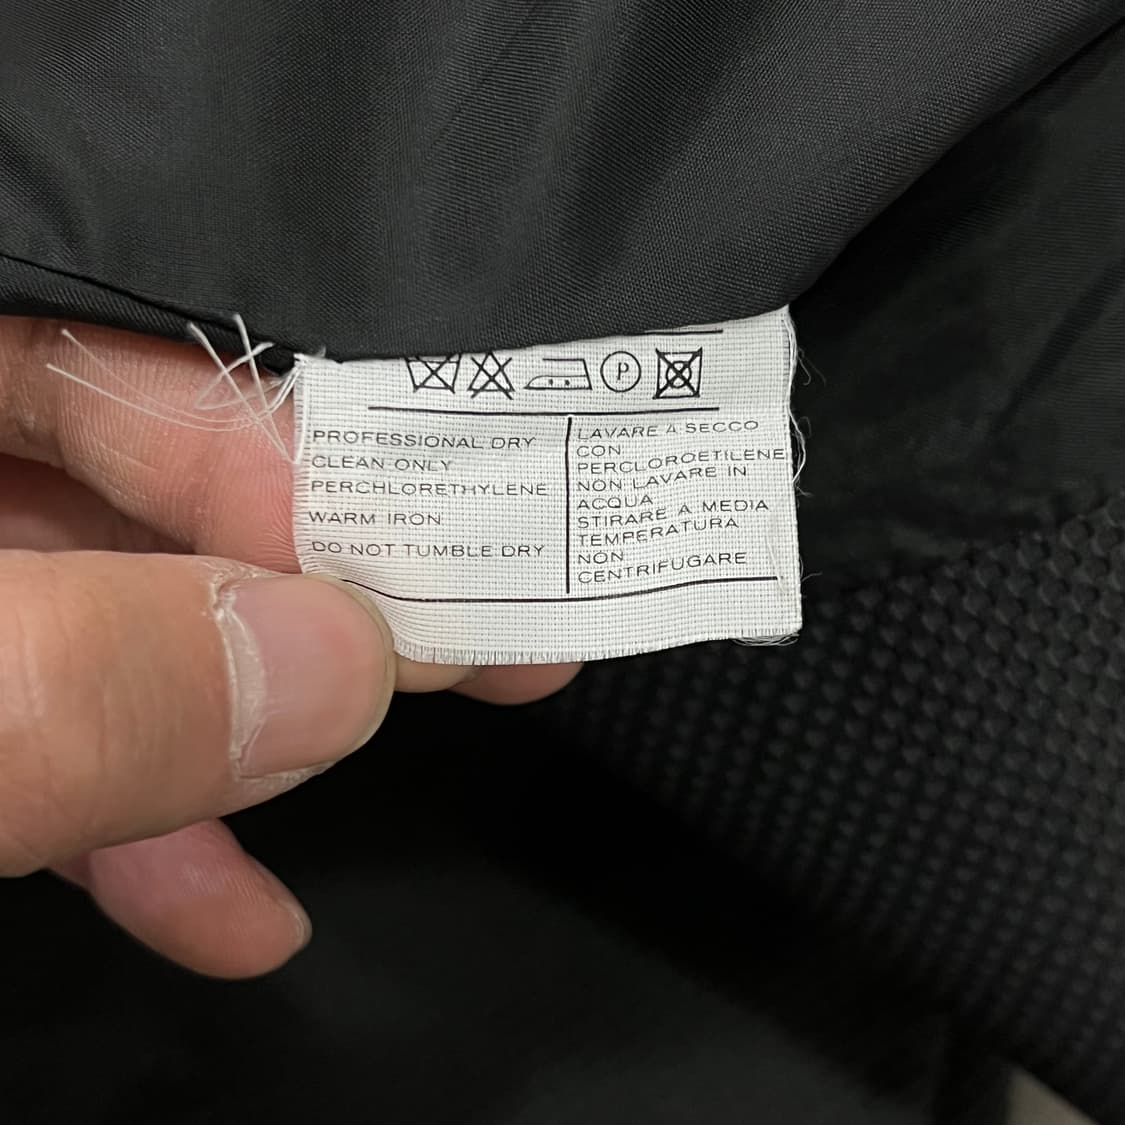 P
PROFESSIONAL DRY
CLEAN ONLY
PERCHLORETHYLENE
WARM IRON
DO NOT TUMBLE DRY
LAVARE A SECCO
CON
PERCLOROETILENE
NON LAVARE IN
ACQUA
STIRARE A MEDIA
TEMPERATURA
NON
CENTRIFUGARE